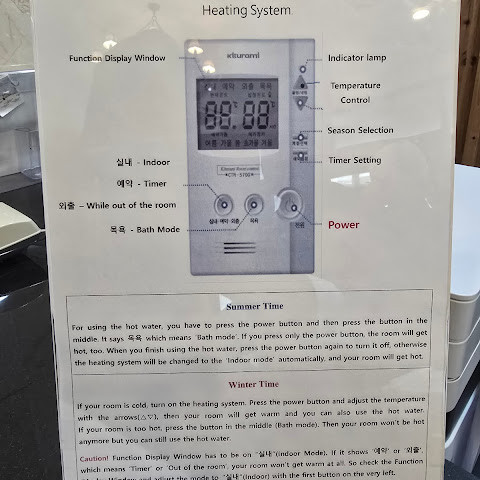 Heating System
Function Display Window
Indicator lamp
kiturami
예약 외출 목욕
88:88
Temperature
Control
Season Selection
Timer Setting
실내 - Indoor
예약 - Timer
외출 - While out of the room
목욕 - Bath Mode
CTR-5700
실내·예약·외출
목욕
전원
Power
Summer Time
For using the hot water, you have to press the power button and then press the button in the
middle. It says 목욕 which means 'Bath mode'. If you press only the power button, the room will get
hot, too. When you finish using the hot water, press the power button again to turn it off, otherwise
the heating system will be changed to the 'Indoor mode' automatically, and your room will get hot.
Winter Time
If your room is cold, turn on the heating system. Press the power button and adjust the temperature
with the arrows(△▽), then your room will get warm and you can also use the hot water.
If your room is too hot, press the button in the middle (Bath mode). Then your room won't be hot
anymore but you can still use the hot water.
Caution! Function Display Window has to be on '실내'(Indoor Mode). If it shows '예약' or '외출',
which means 'Timer' or 'Out of the room', your room won't get warm at all. So check the Function
Window and adjust the mode to '실내'(Indoor) with the first button on the very left.